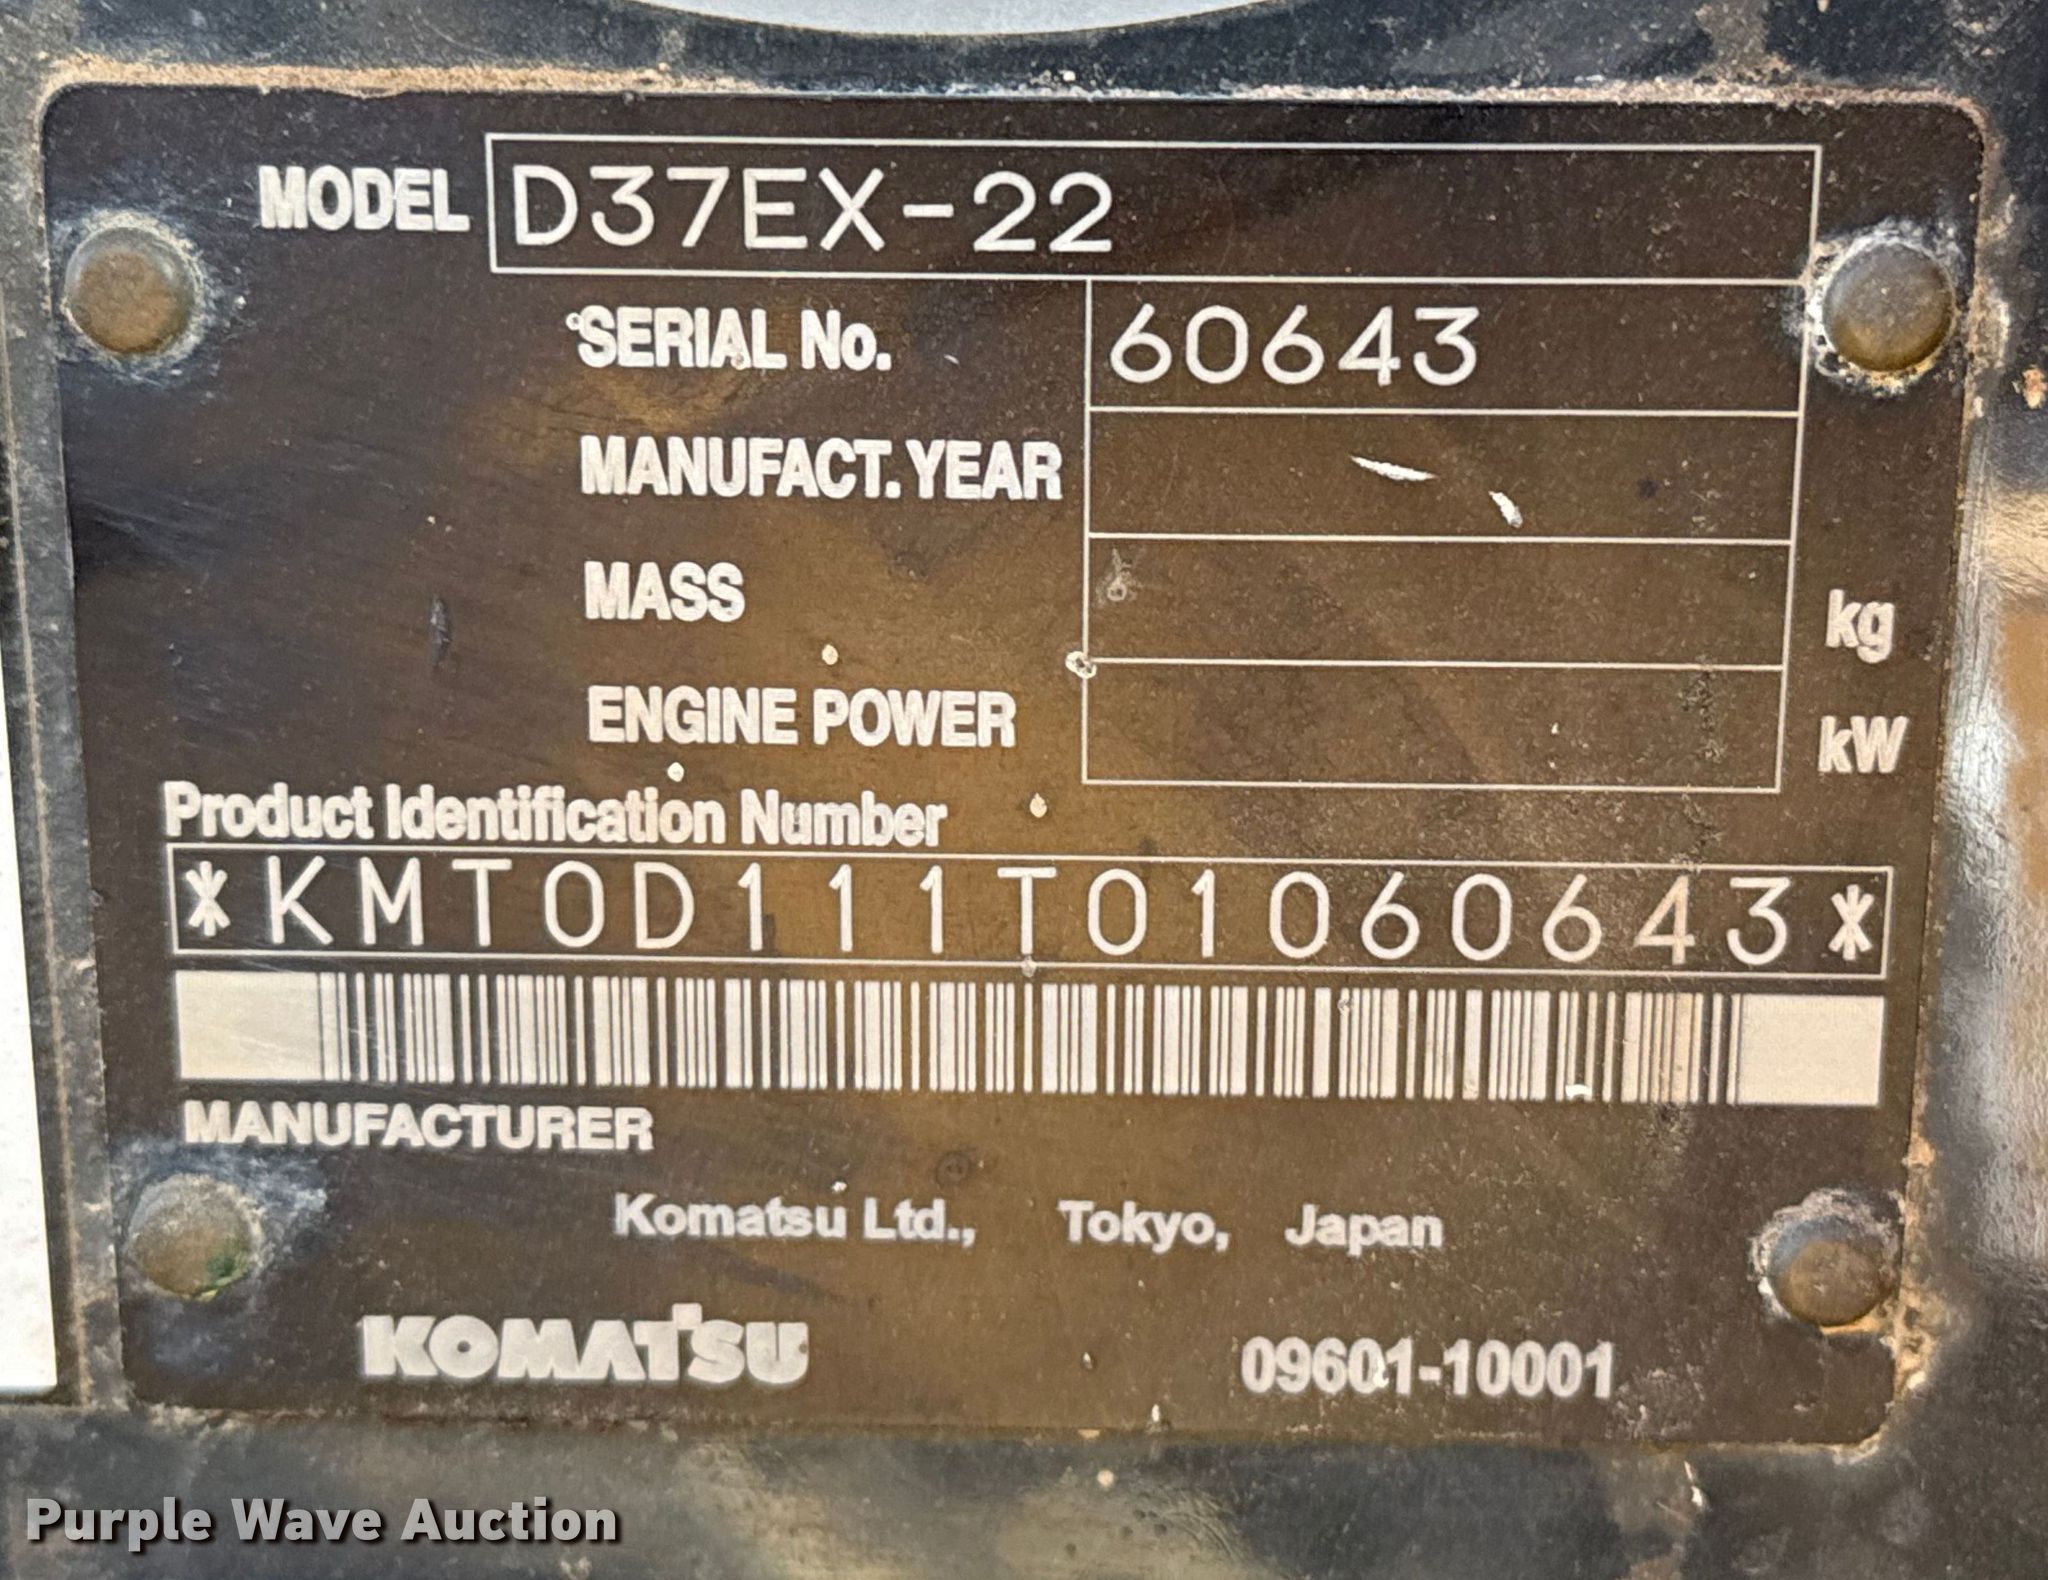 MODEL D37EX-22
SERIAL No. 60643
MANUFACT. YEAR
MASS kg
ENGINE POWER kW
Product Identification Number
*KMT0D111T01060643*
MANUFACTURER
Komatsu Ltd., Tokyo, Japan
KOMATSU 09601-10001
Purple Wave Auction